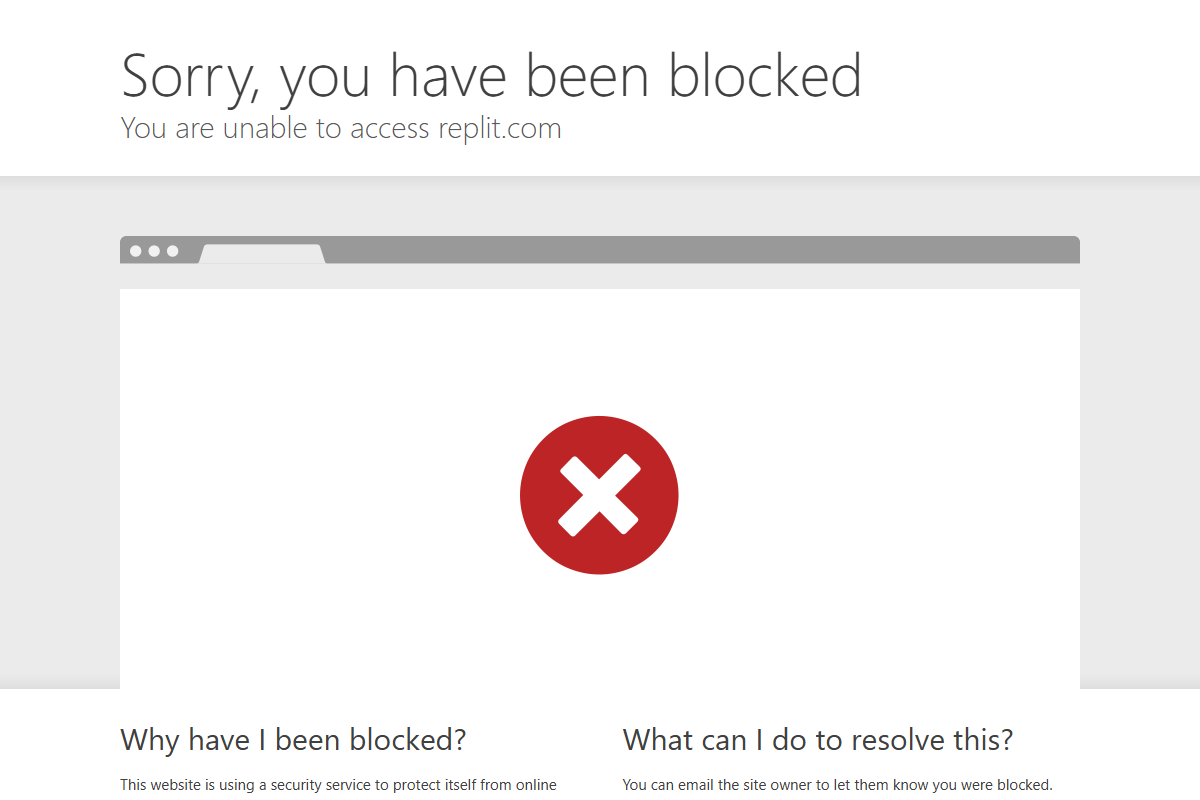 Sorry, you have been blocked
You are unable to access replit.com
Why have I been blocked?
This website is using a security service to protect itself from online
What can I do to resolve this?
You can email the site owner to let them know you were blocked.